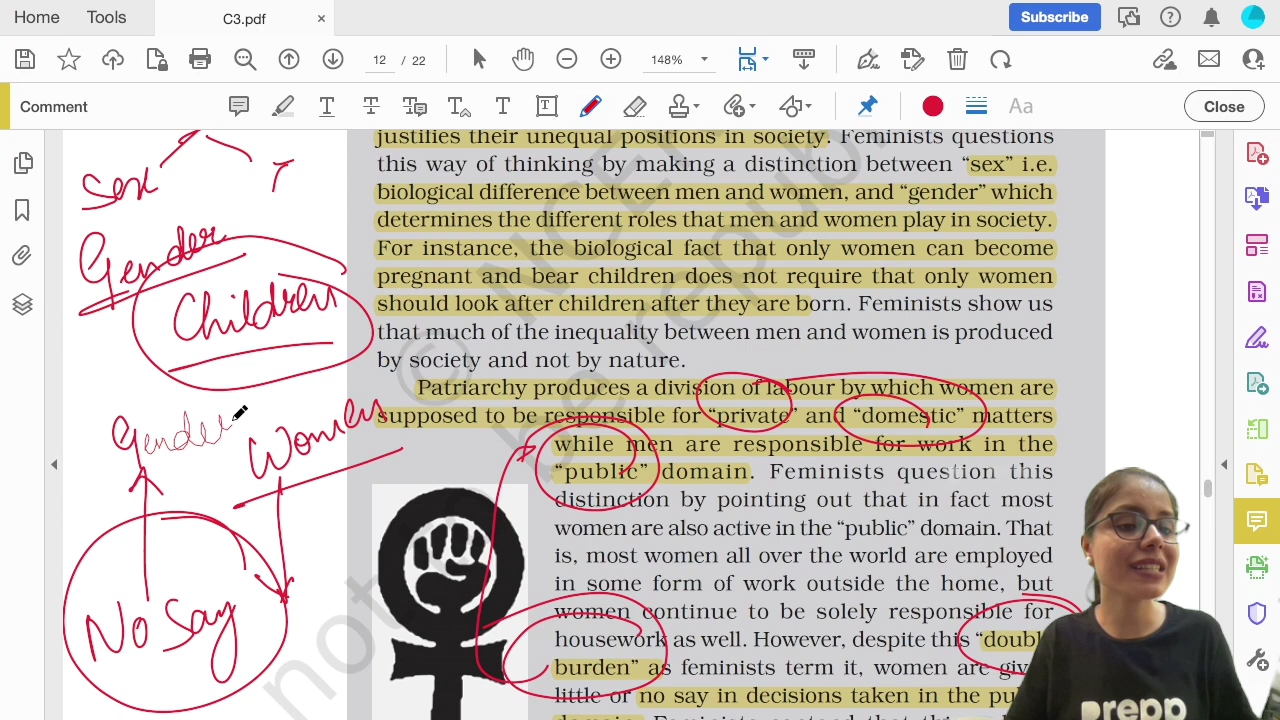 Home Tools C3.pdf × Subscribe
12 / 22 148%
Comment Aa Close
justifies their unequal positions in society. Feminists questions
this way of thinking by making a distinction between “sex” i.e.
biological difference between men and women, and “gender” which
determines the different roles that men and women play in society.
For instance, the biological fact that only women can become
pregnant and bear children does not require that only women
should look after children after they are born. Feminists show us
that much of the inequality between men and women is produced
by society and not by nature.
Patriarchy produces a division of labour by which women are
supposed to be responsible for “private” and “domestic” matters
while men are responsible for work in the
“public” domain. Feminists question this
distinction by pointing out that in fact most
women are also active in the “public” domain. That
is, most women all over the world are employed
in some form of work outside the home, but
women continue to be solely responsible for
housework as well. However, despite this “doubl
burden” as feminists term it, women are giv
little or no say in decisions taken in the pu
Sex
Gender
Children
Gender
Women
No Say
© NCE
be repub
not
prepp